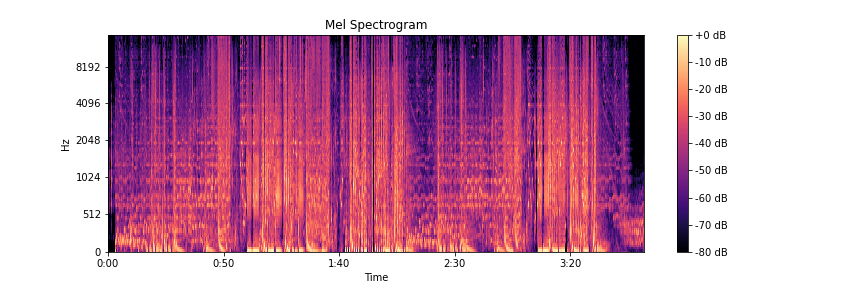 Mel Spectrogram
+0 dB
-10 dB
-20 dB
-30 dB
-40 dB
-50 dB
-60 dB
-70 dB
-80 dB
Hz
8192
4096
2048
1024
512
0
0:00
0:50
1:40
2:30
3:20
Time